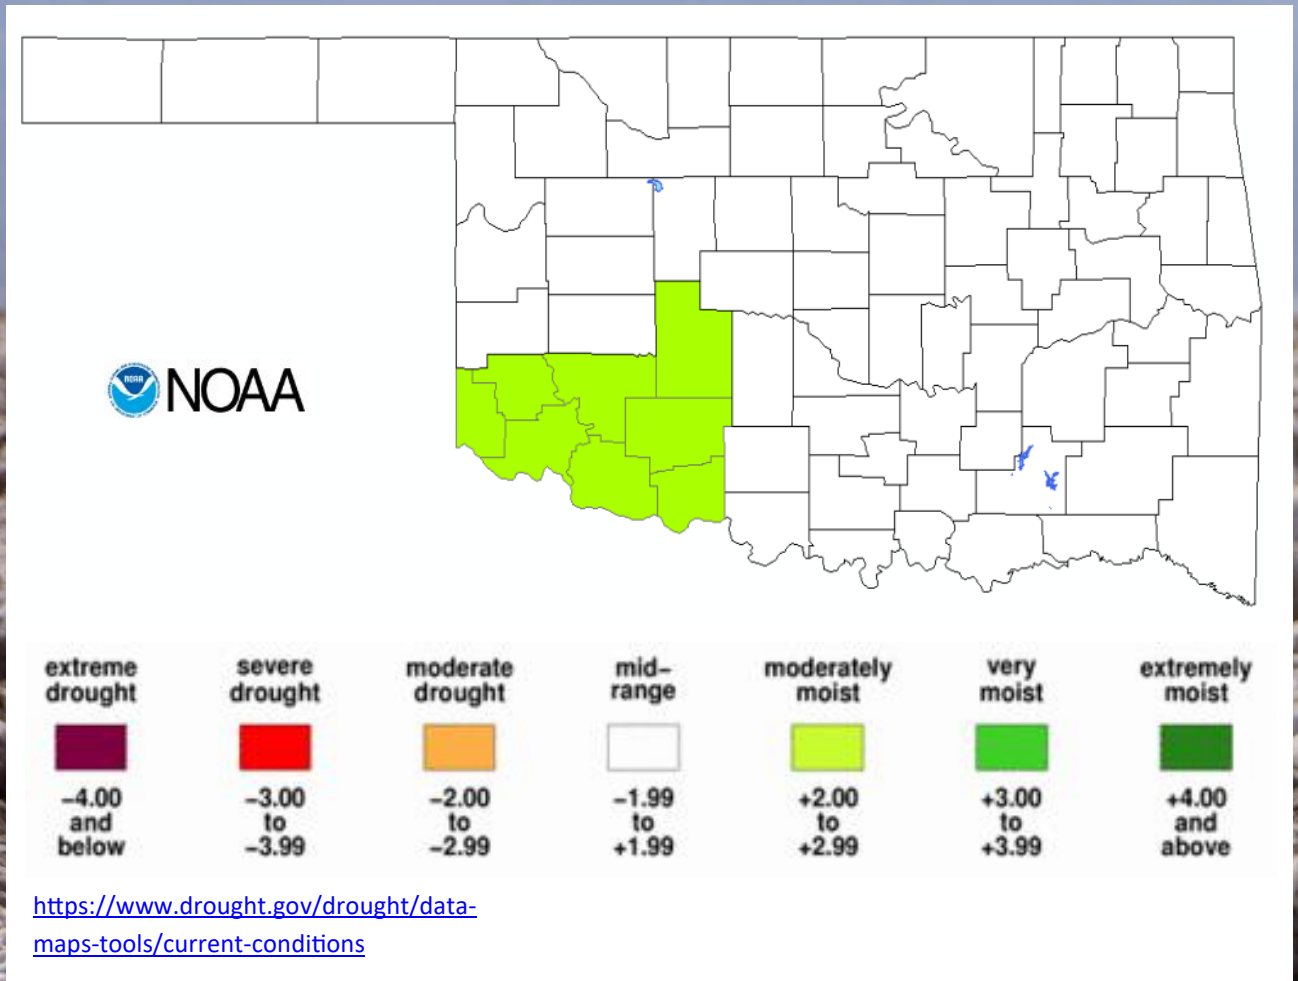 NOAA
NOAA
extreme
drought
severe
drought
moderate
drought
mid–
range
moderately
moist
very
moist
extremely
moist
–4.00
and
below
–3.00
to
–3.99
–2.00
to
–2.99
–1.99
to
+1.99
+2.00
to
+2.99
+3.00
to
+3.99
+4.00
and
above
https://www.drought.gov/drought/data-
maps-tools/current-conditions